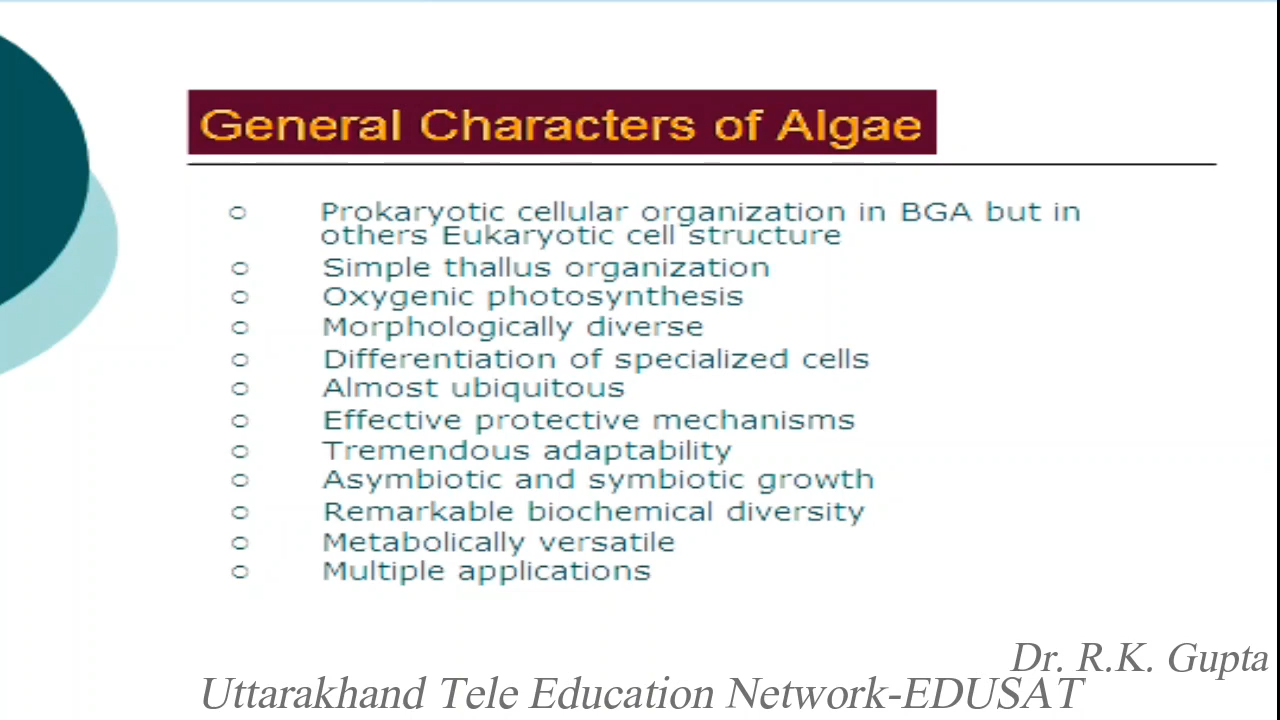 General Characters of Algae
Prokaryotic cellular organization in BGA but in
others Eukaryotic cell structure
Simple thallus organization
Oxygenic photosynthesis
Morphologically diverse
Differentiation of specialized cells
Almost ubiquitous
Effective protective mechanisms
Tremendous adaptability
Asymbiotic and symbiotic growth
Remarkable biochemical diversity
Metabolically versatile
Multiple applications
Dr. R.K. Gupta
Uttarakhand Tele Education Network-EDUSAT